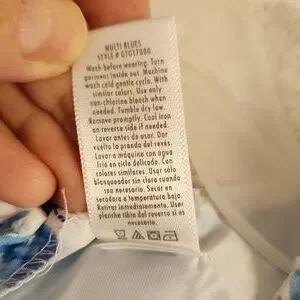 MULTI BLUES
STYLE # GTG17080
Wash before wearing. Turn
garment inside out. Machine
wash cold gentle cycle. With
similar colors. Use only
non-chlorine bleach when
needed. Tumble dry low.
Remove promptly. Cool iron
on reverse side if needed.
Lavar antes do usar. Dar
vuelta la prenda del revés.
Lavar a máquina con agua
fría en ciclo delicado. Con
colores similares. Usar sólo
blanqueador sin cloro cuando
sea necesario. Secar en
secadora a temperatura baja.
Retirar inmediatamente. Usar
plancha tibia del reverso si es
necesario.